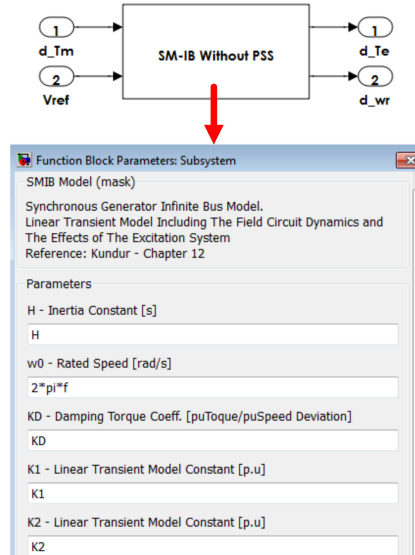 1
1
d_Tm
d_Te
SM-IB Without PSS
2
2
Vref
d_wr
Function Block Parameters: Subsystem
SMIB Model (mask)
Synchronous Generator Infinite Bus Model.
Linear Transient Model Including The Field Circuit Dynamics and
The Effects of The Excitation System
Reference: Kundur - Chapter 12
Parameters
H - Inertia Constant [s]
H
w0 - Rated Speed [rad/s]
2*pi*f
KD - Damping Torque Coeff. [puToque/puSpeed Deviation]
KD
K1 - Linear Transient Model Constant [p.u]
K1
K2 - Linear Transient Model Constant [p.u]
K2